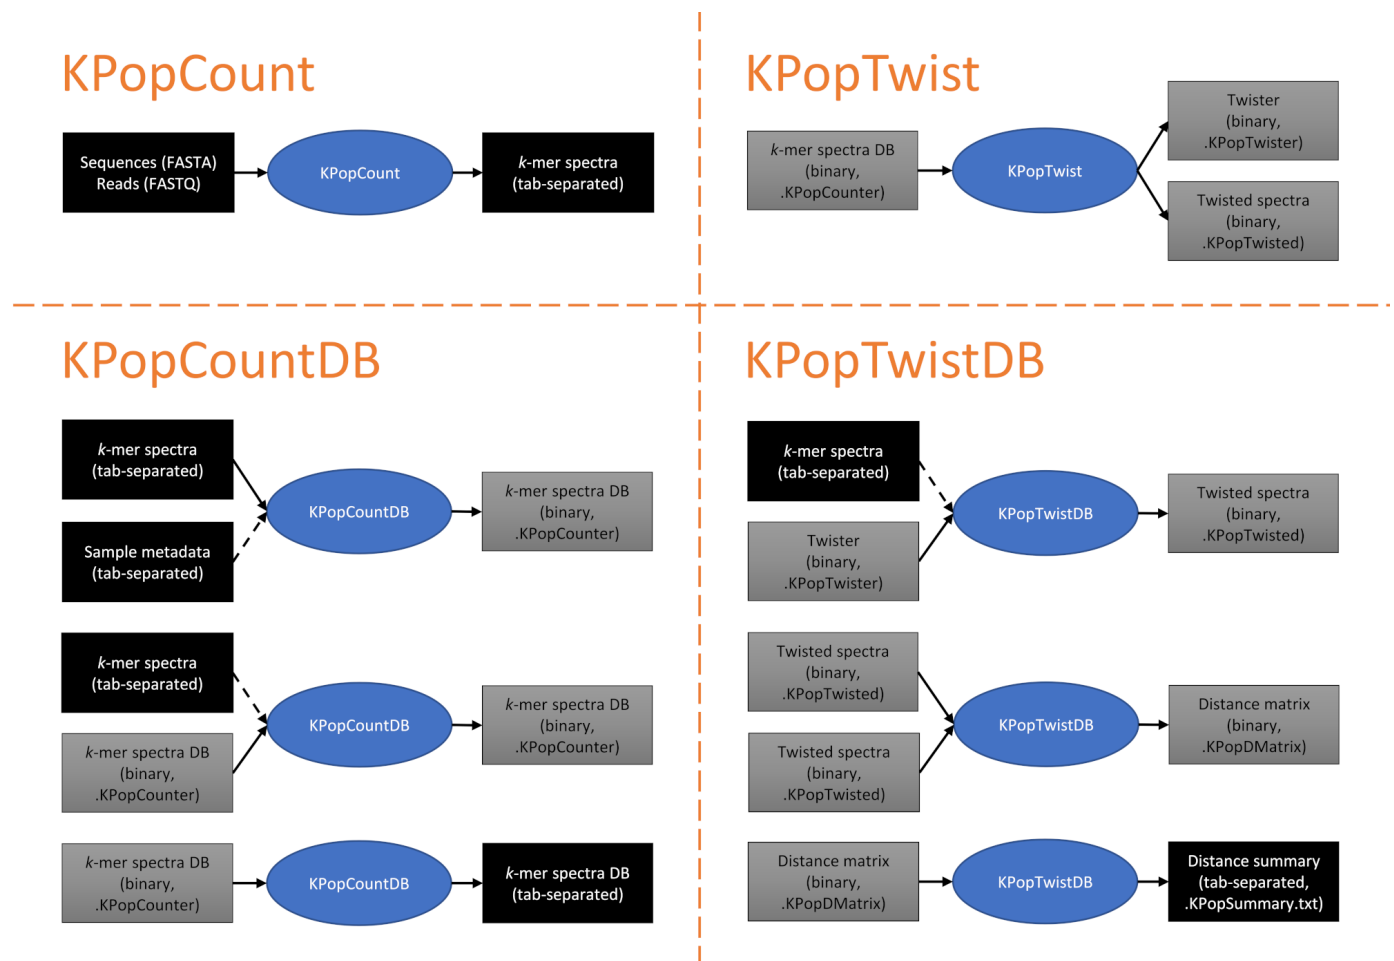 KPopCount
Sequences (FASTA)
Reads (FASTQ)
KPopCount
k-mer spectra
(tab-separated)
KPopTwist
k-mer spectra DB
(binary,
.KPopCounter)
KPopTwist
Twister
(binary,
.KPopTwister)
Twisted spectra
(binary,
.KPopTwisted)
KPopCountDB
k-mer spectra
(tab-separated)
Sample metadata
(tab-separated)
KPopCountDB
k-mer spectra DB
(binary,
.KPopCounter)
k-mer spectra
(tab-separated)
k-mer spectra DB
(binary,
.KPopCounter)
KPopCountDB
k-mer spectra DB
(binary,
.KPopCounter)
k-mer spectra DB
(binary,
.KPopCounter)
KPopCountDB
k-mer spectra DB
(tab-separated)
KPopTwistDB
k-mer spectra
(tab-separated)
Twister
(binary,
.KPopTwister)
KPopTwistDB
Twisted spectra
(binary,
.KPopTwisted)
Twisted spectra
(binary,
.KPopTwisted)
Twisted spectra
(binary,
.KPopTwisted)
KPopTwistDB
Distance matrix
(binary,
.KPopDMatrix)
Distance matrix
(binary,
.KPopDMatrix)
KPopTwistDB
Distance summary
(tab-separated,
.KPopSummary.txt)